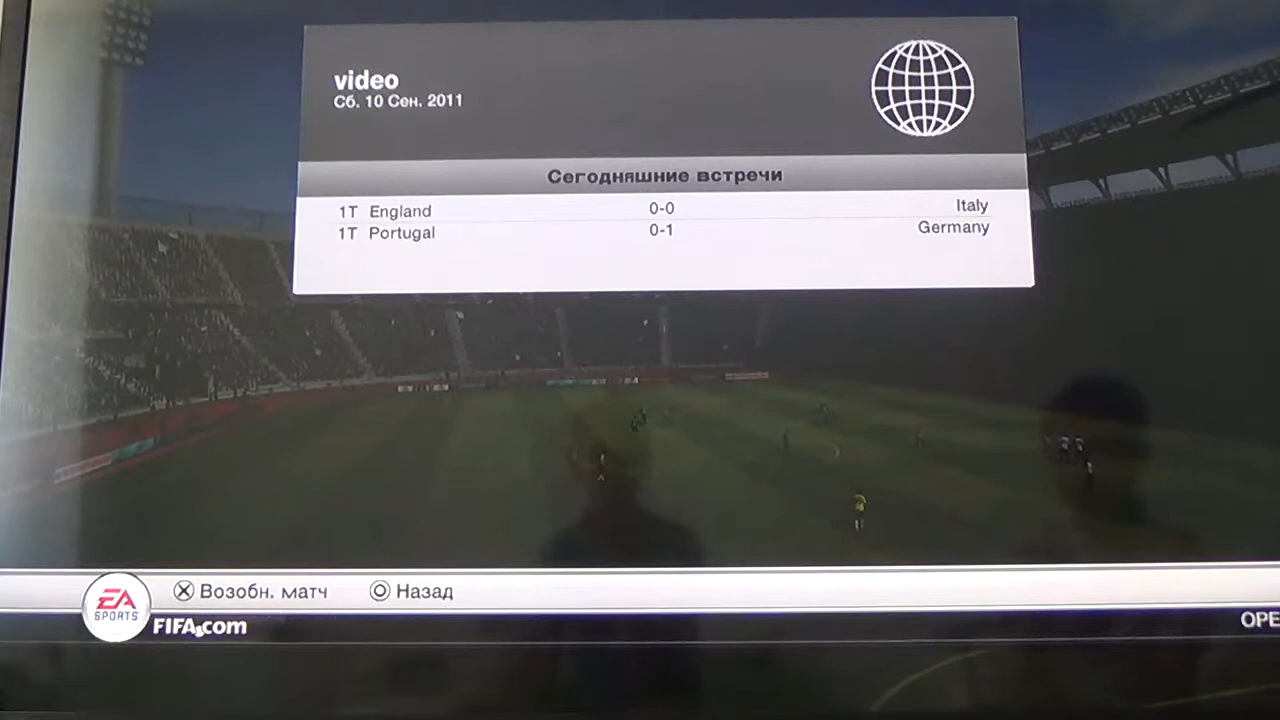 video
Сб. 10 Сен. 2011
Сегодняшние встречи
1T England 0-0 Italy
1T Portugal 0-1 Germany
Возобн. матч Назад
EA
SPORTS
FIFA.com
OPE